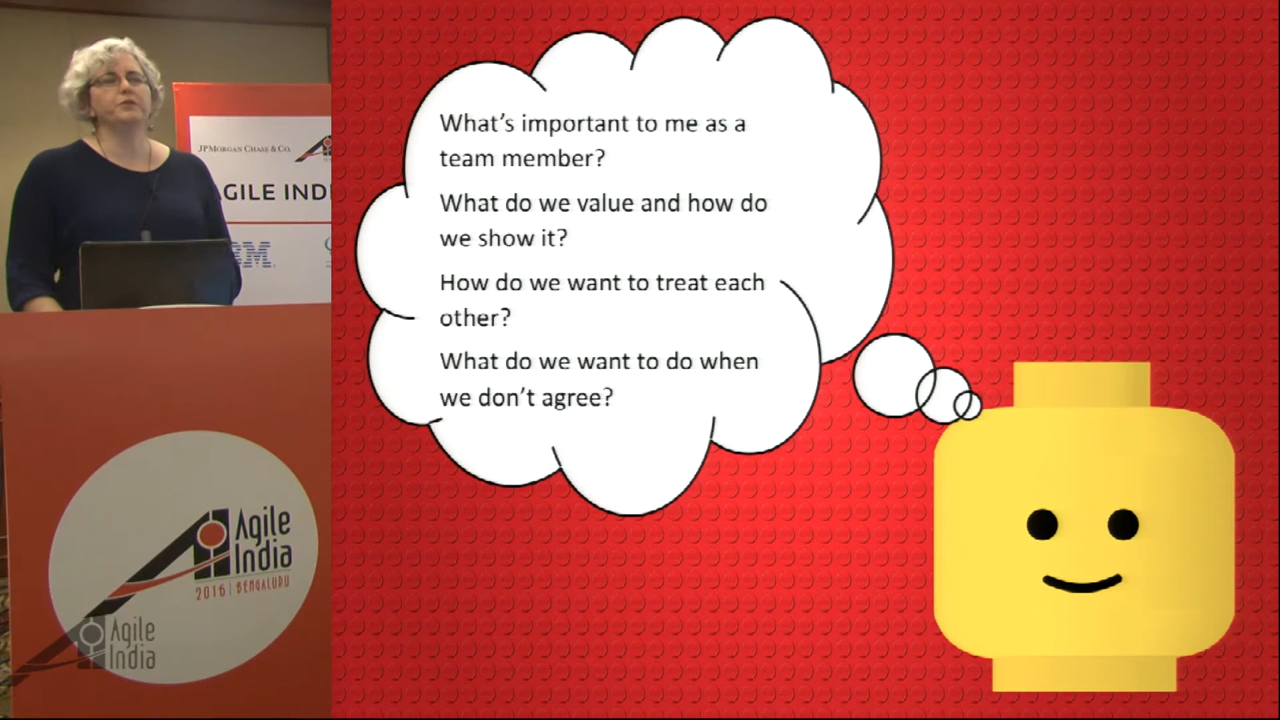 What's important to me as a
team member?
What do we value and how do
we show it?
How do we want to treat each
other?
What do we want to do when
we don't agree?
JPMORGAN CHASE & CO.
AGILE INDI
IBM
Agile
India
2016 | BENGALURU
Agile
India